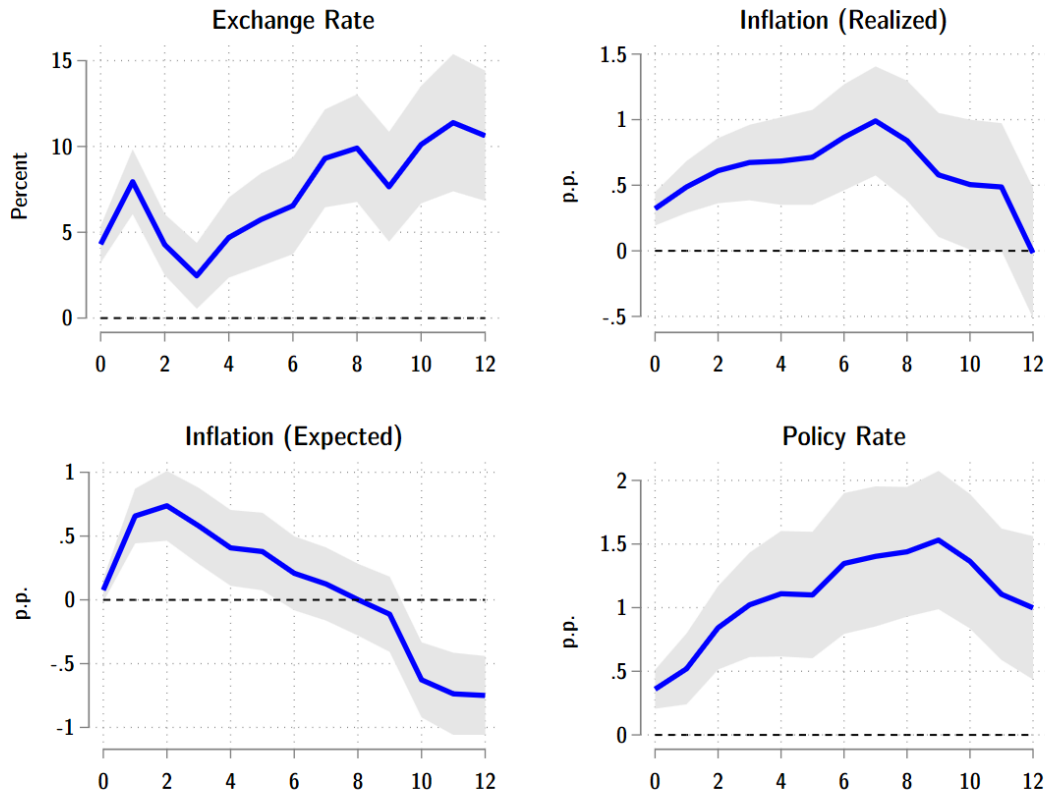 Exchange Rate
Percent
15
10
5
0
0 2 4 6 8 10 12
Inflation (Realized)
p.p.
1.5
1
.5
0
-.5
0 2 4 6 8 10 12
Inflation (Expected)
p.p.
1
.5
0
-.5
-1
0 2 4 6 8 10 12
Policy Rate
p.p.
2
1.5
1
.5
0
0 2 4 6 8 10 12